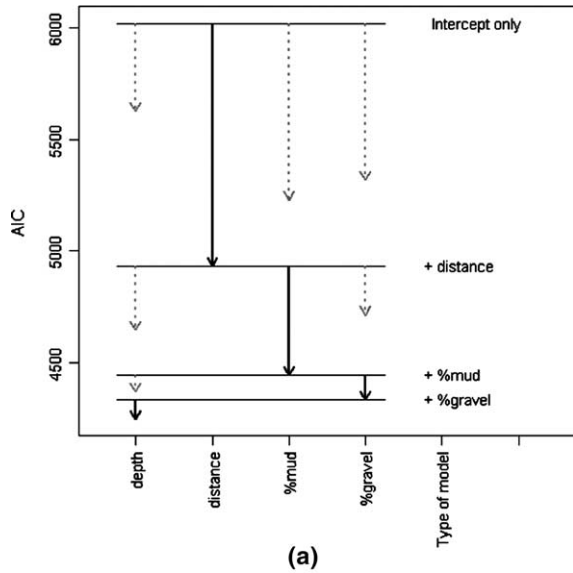 6000
5500
5000
4500
AIC
Intercept only
+ distance
+ %mud
+ %gravel
depth
distance
%mud
%gravel
Type of model
(a)